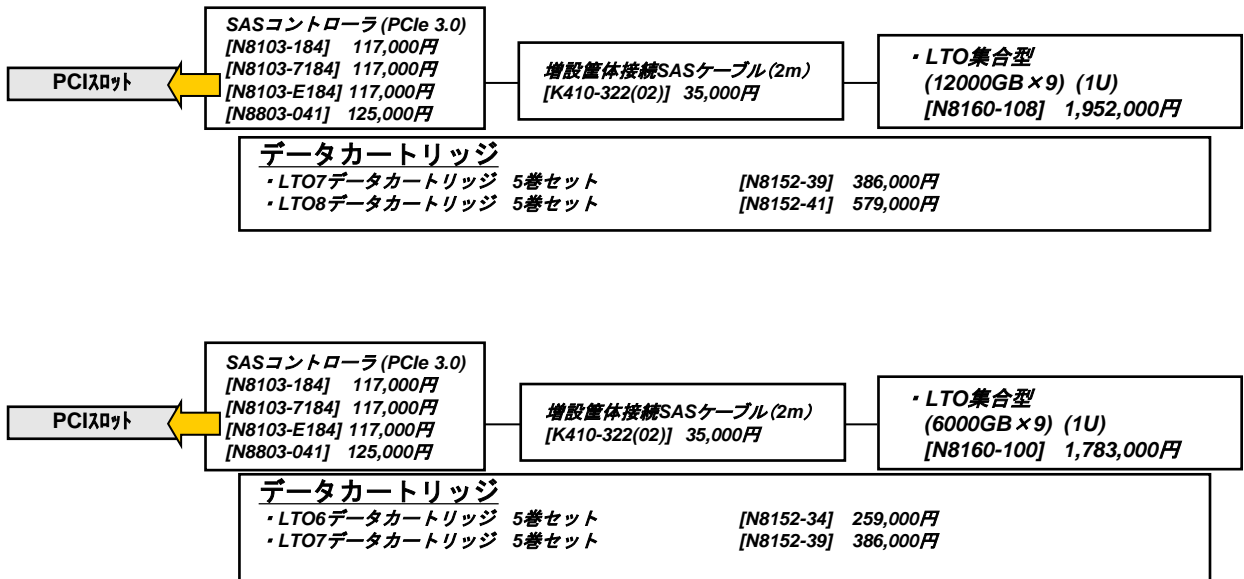 SASコントローラ(PCIe 3.0)
[N8103-184] 117,000円
[N8103-7184] 117,000円
[N8103-E184] 117,000円
[N8803-041] 125,000円
PCIｽﾛｯﾄ
増設筐体接続SASケーブル（2m）
[K410-322(02)] 35,000円
・LTO集合型
(12000GB×9) (1U)
[N8160-108] 1,952,000円
データカートリッジ
・LTO7データカートリッジ 5巻セット [N8152-39] 386,000円
・LTO8データカートリッジ 5巻セット [N8152-41] 579,000円
SASコントローラ(PCIe 3.0)
[N8103-184] 117,000円
[N8103-7184] 117,000円
[N8103-E184] 117,000円
[N8803-041] 125,000円
PCIｽﾛｯﾄ
増設筐体接続SASケーブル（2m）
[K410-322(02)] 35,000円
・LTO集合型
(6000GB×9) (1U)
[N8160-100] 1,783,000円
データカートリッジ
・LTO6データカートリッジ 5巻セット [N8152-34] 259,000円
・LTO7データカートリッジ 5巻セット [N8152-39] 386,000円